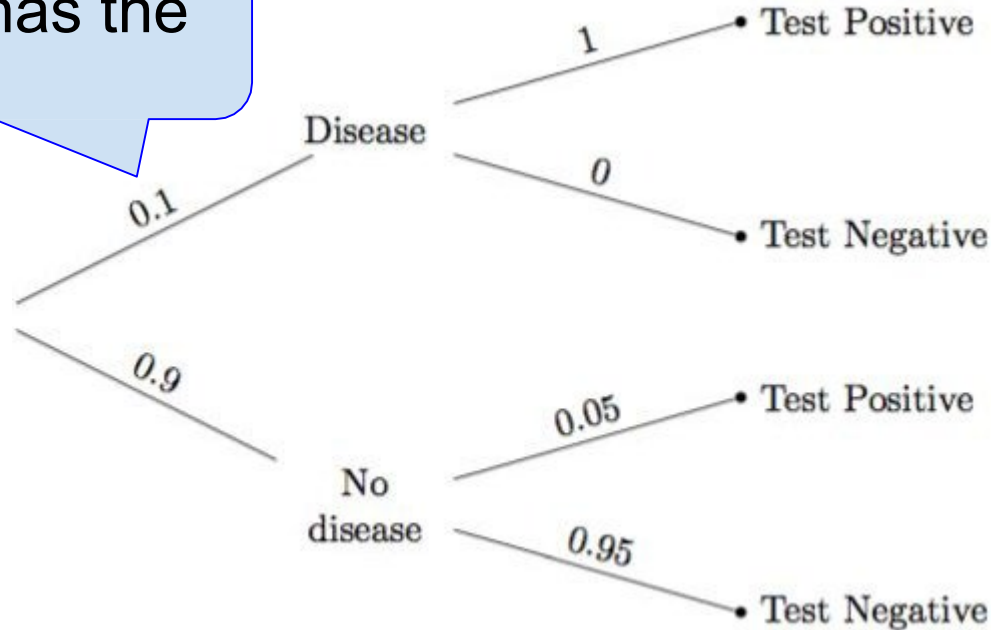 has the
1
Test Positive
Disease
0
0.1
Test Negative
0.9
0.05
Test Positive
No
disease
0.95
Test Negative